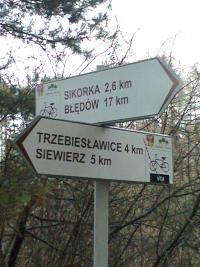 SIKORKA 2,6 km
BŁĘDÓW 17 km
TRZEBIESŁAWICE 4 km
SIEWIERZ 5 km